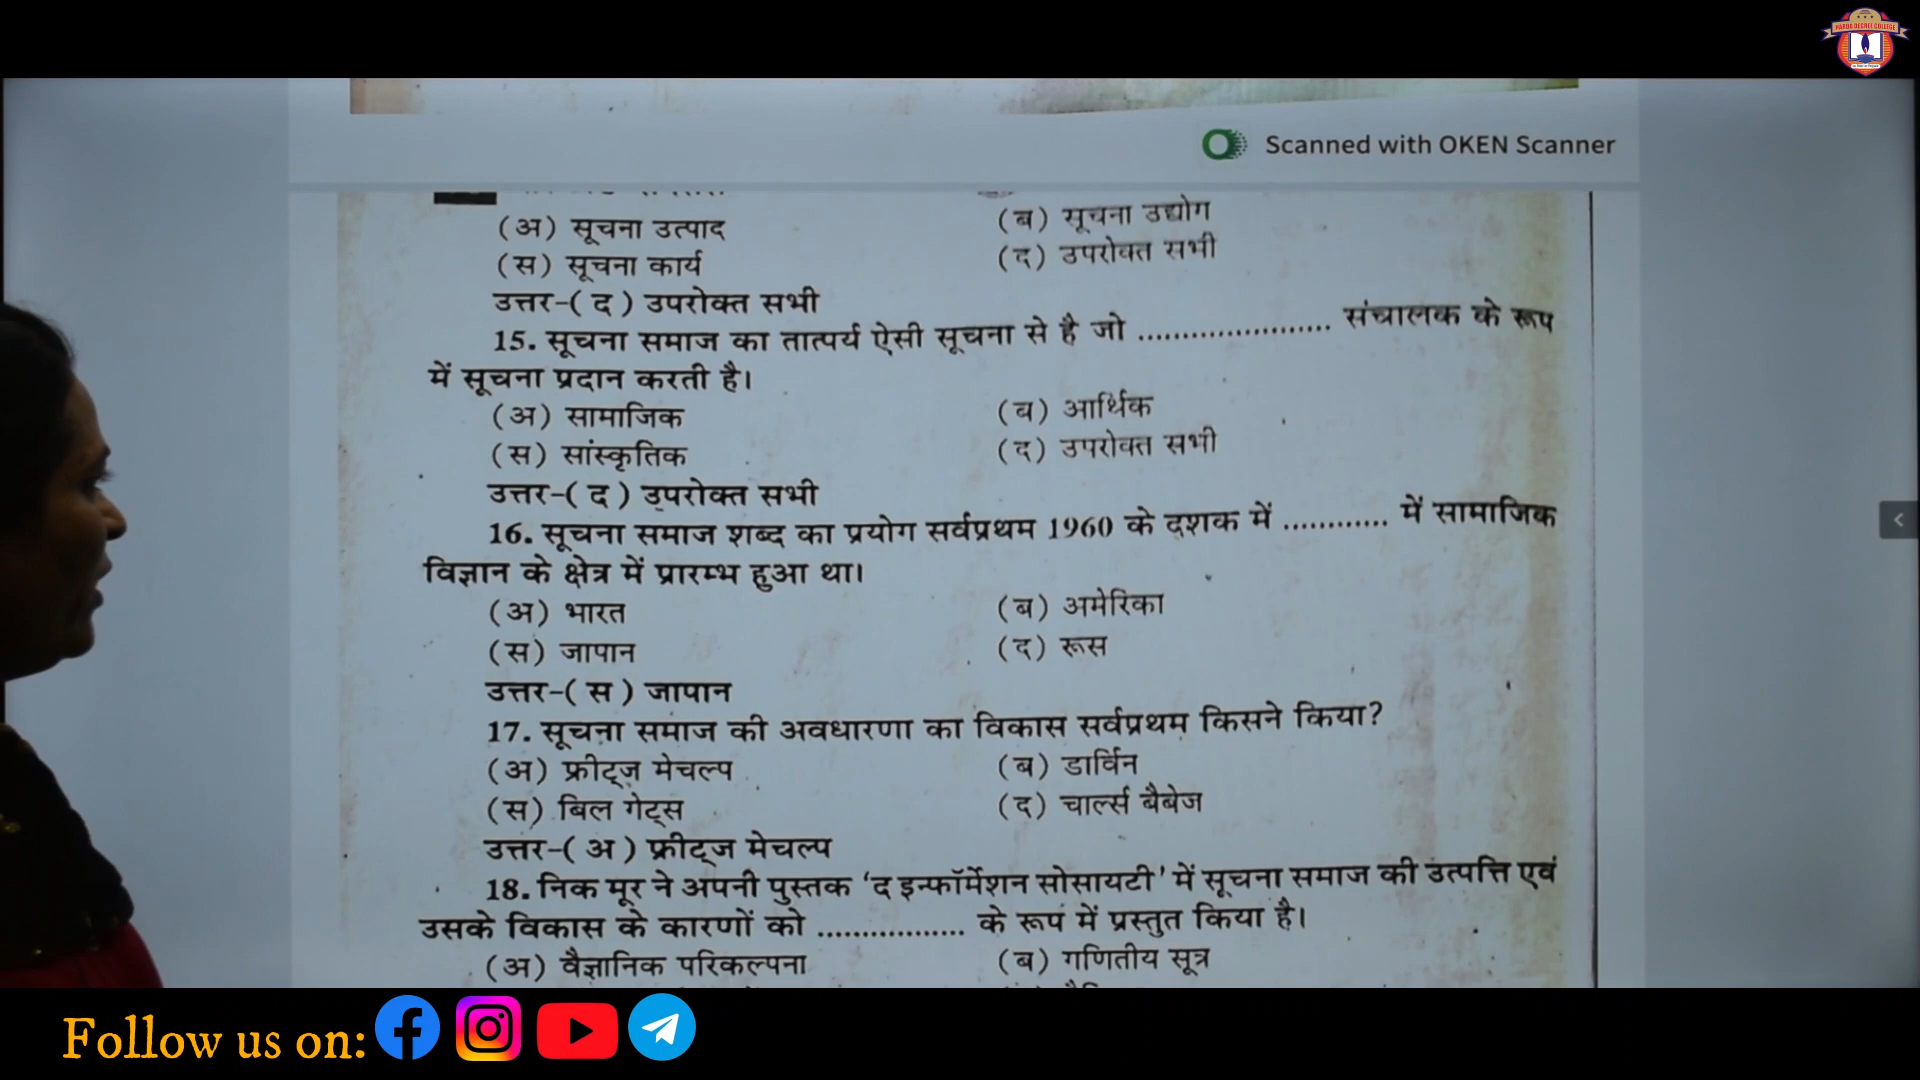 HARDA DEGREE COLLEGE
Scanned with OKEN Scanner
(अ) सूचना उत्पाद (ब) सूचना उद्योग
(स) सूचना कार्य (द) उपरोक्त सभी
उत्तर-( द ) उपरोक्त सभी
15. सूचना समाज का तात्पर्य ऐसी सूचना से है जो ...................... संचालक के रूप
में सूचना प्रदान करती है।
(अ) सामाजिक (ब) आर्थिक
(स) सांस्कृतिक (द) उपरोक्त सभी
उत्तर-( द ) उपरोक्त सभी
16. सूचना समाज शब्द का प्रयोग सर्वप्रथम 1960 के दशक में ............ में सामाजिक
विज्ञान के क्षेत्र में प्रारम्भ हुआ था।
(अ) भारत (ब) अमेरिका
(स) जापान (द) रूस
उत्तर-( स ) जापान
17. सूचना समाज की अवधारणा का विकास सर्वप्रथम किसने किया?
(अ) फ्रीट्ज़ मेचल्प (ब) डार्विन
(स) बिल गेट्स (द) चार्ल्स बैबेज
उत्तर-( अ ) फ्रीट्ज मेचल्प
18. निक मूर ने अपनी पुस्तक 'द इन्फॉर्मेशन सोसायटी' में सूचना समाज की उत्पत्ति एवं
उसके विकास के कारणों को ................. के रूप में प्रस्तुत किया है।
(अ) वैज्ञानिक परिकल्पना (ब) गणितीय सूत्र
Follow us on: